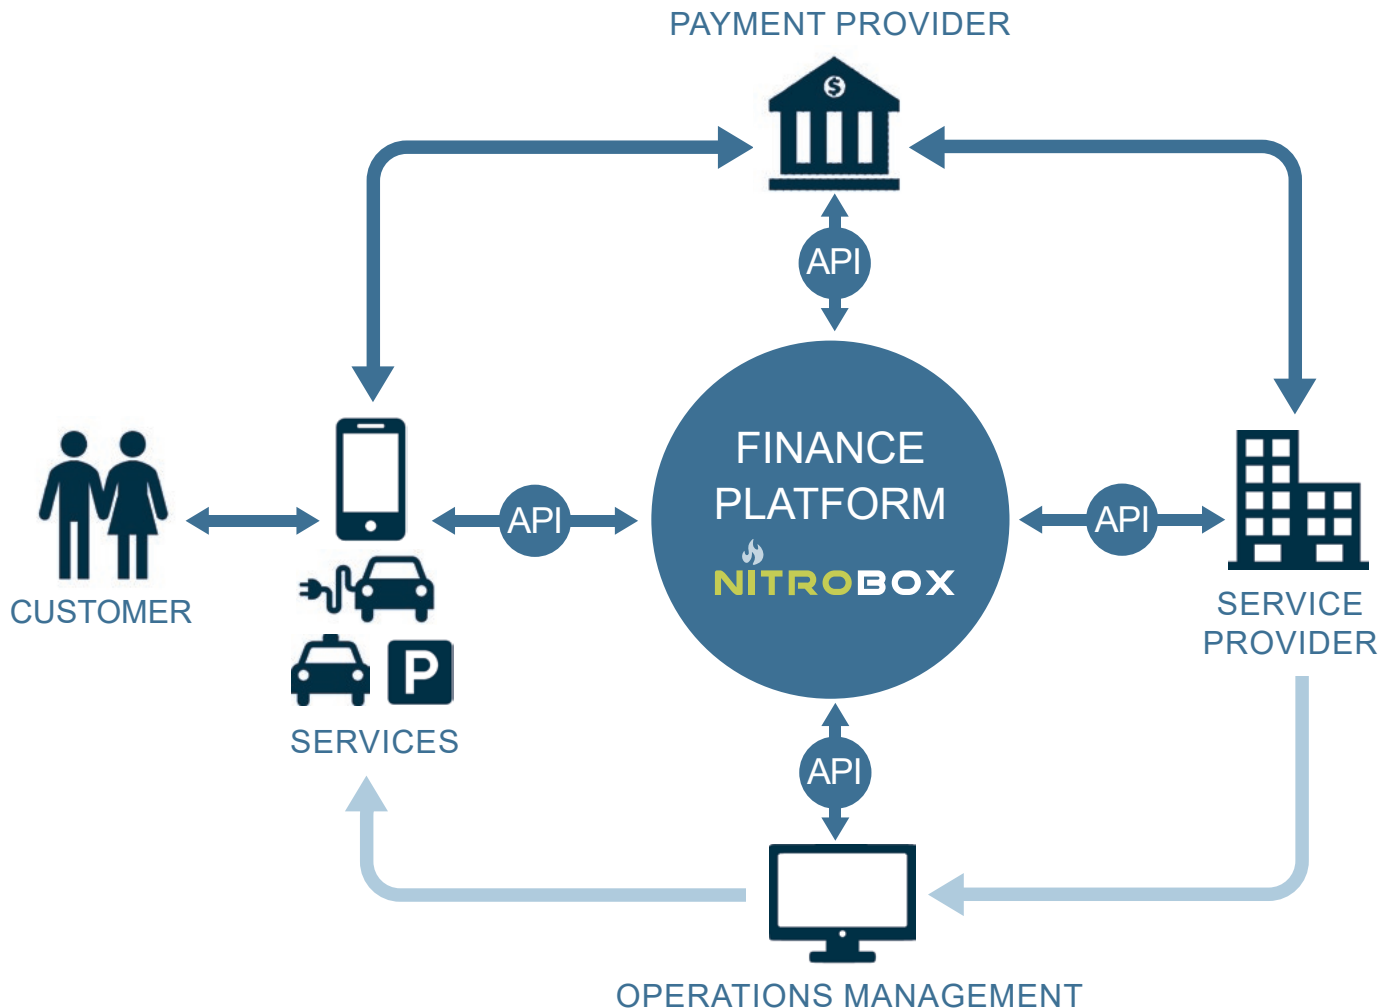 PAYMENT PROVIDER
$
API
FINANCE
PLATFORM
NITROBOX
API
API
CUSTOMER
P
SERVICES
SERVICE
PROVIDER
API
OPERATIONS MANAGEMENT